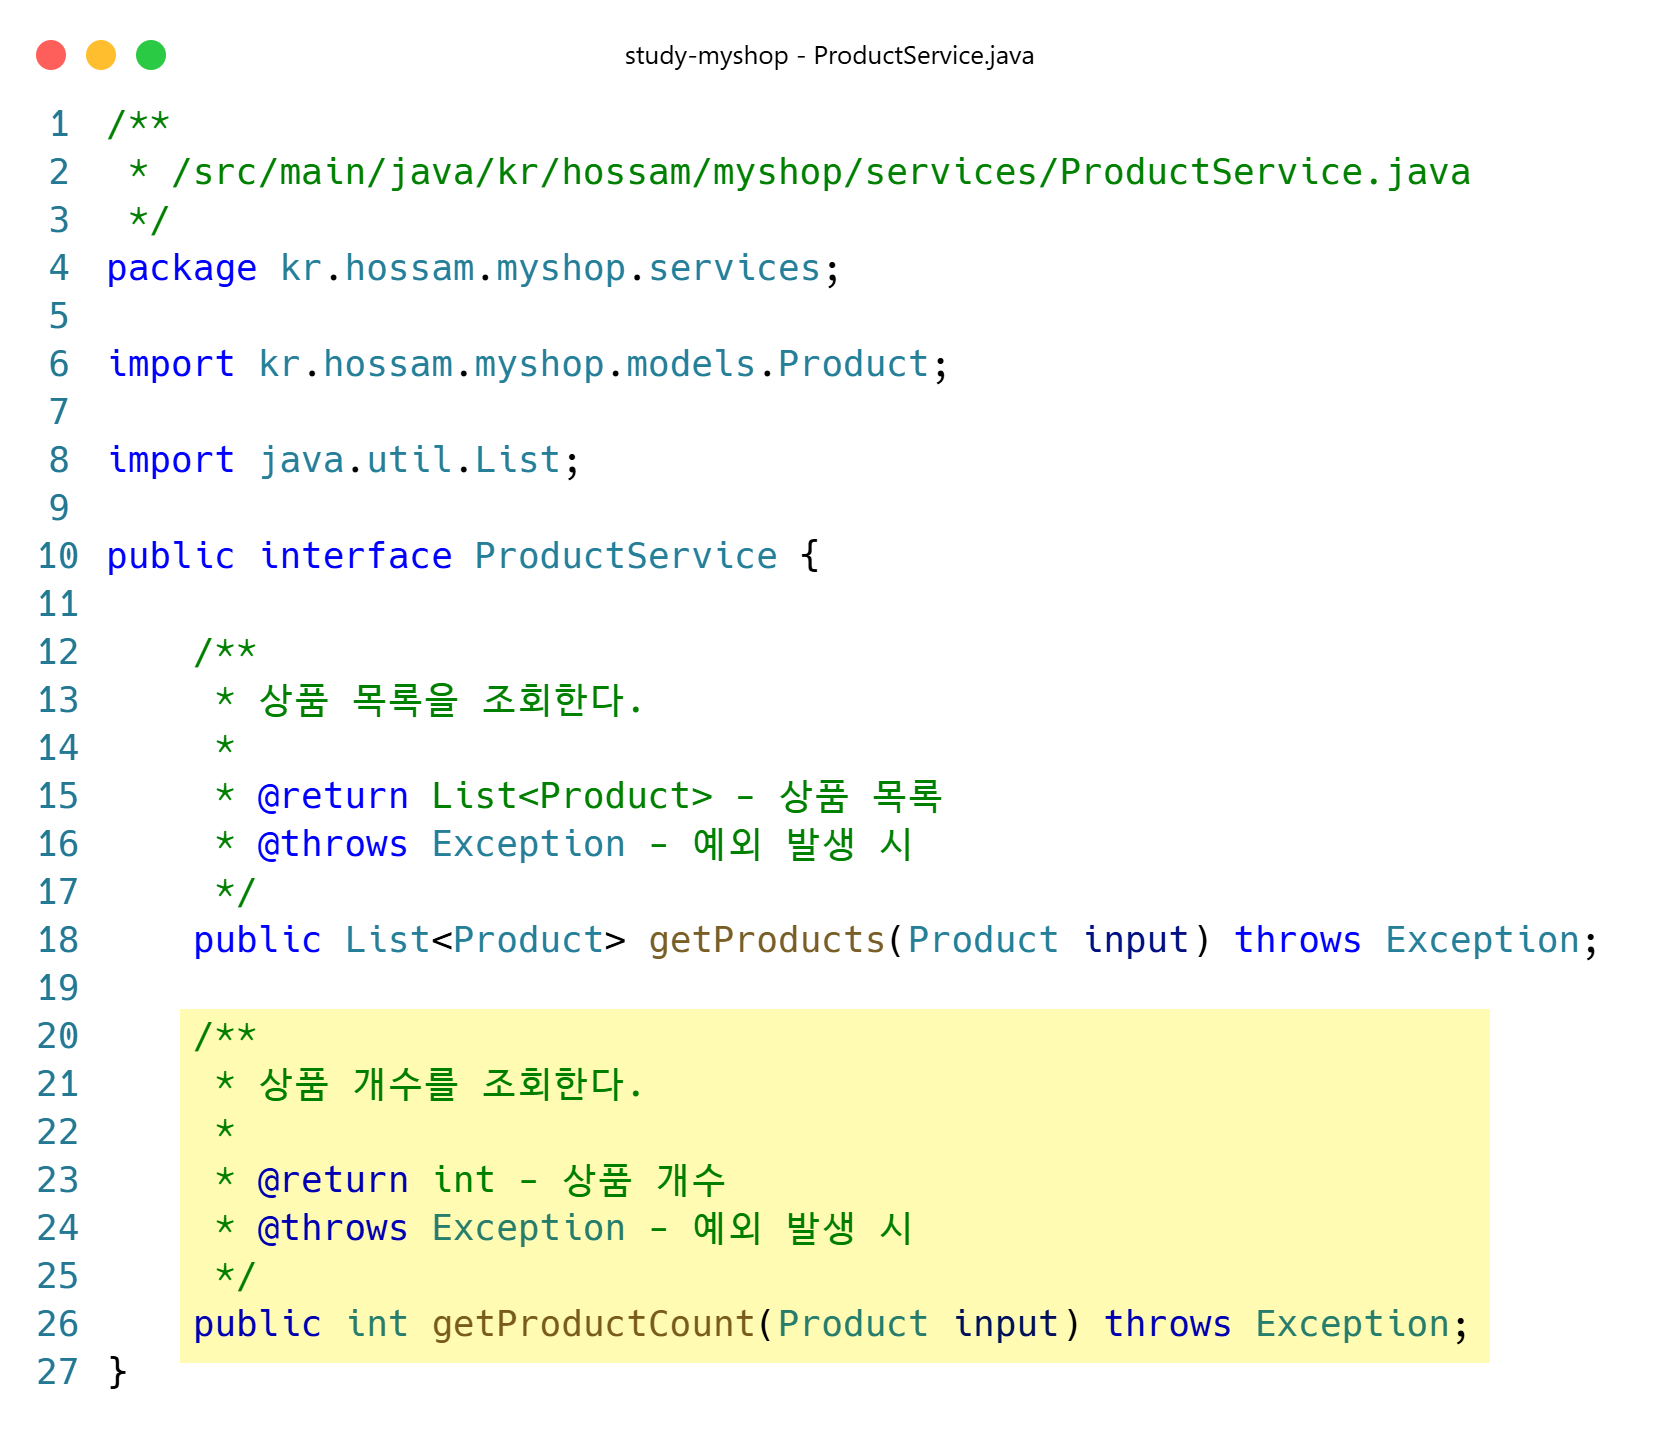 study-myshop - ProductService.java
1 /**
2  * /src/main/java/kr/hossam/myshop/services/ProductService.java
3  */
4 package kr.hossam.myshop.services;
5
6 import kr.hossam.myshop.models.Product;
7
8 import java.util.List;
9
10 public interface ProductService {
11
12     /**
13      * 상품 목록을 조회한다.
14      *
15      * @return List<Product> - 상품 목록
16      * @throws Exception - 예외 발생 시
17      */
18     public List<Product> getProducts(Product input) throws Exception;
19
20     /**
21      * 상품 개수를 조회한다.
22      *
23      * @return int - 상품 개수
24      * @throws Exception - 예외 발생 시
25      */
26     public int getProductCount(Product input) throws Exception;
27 }